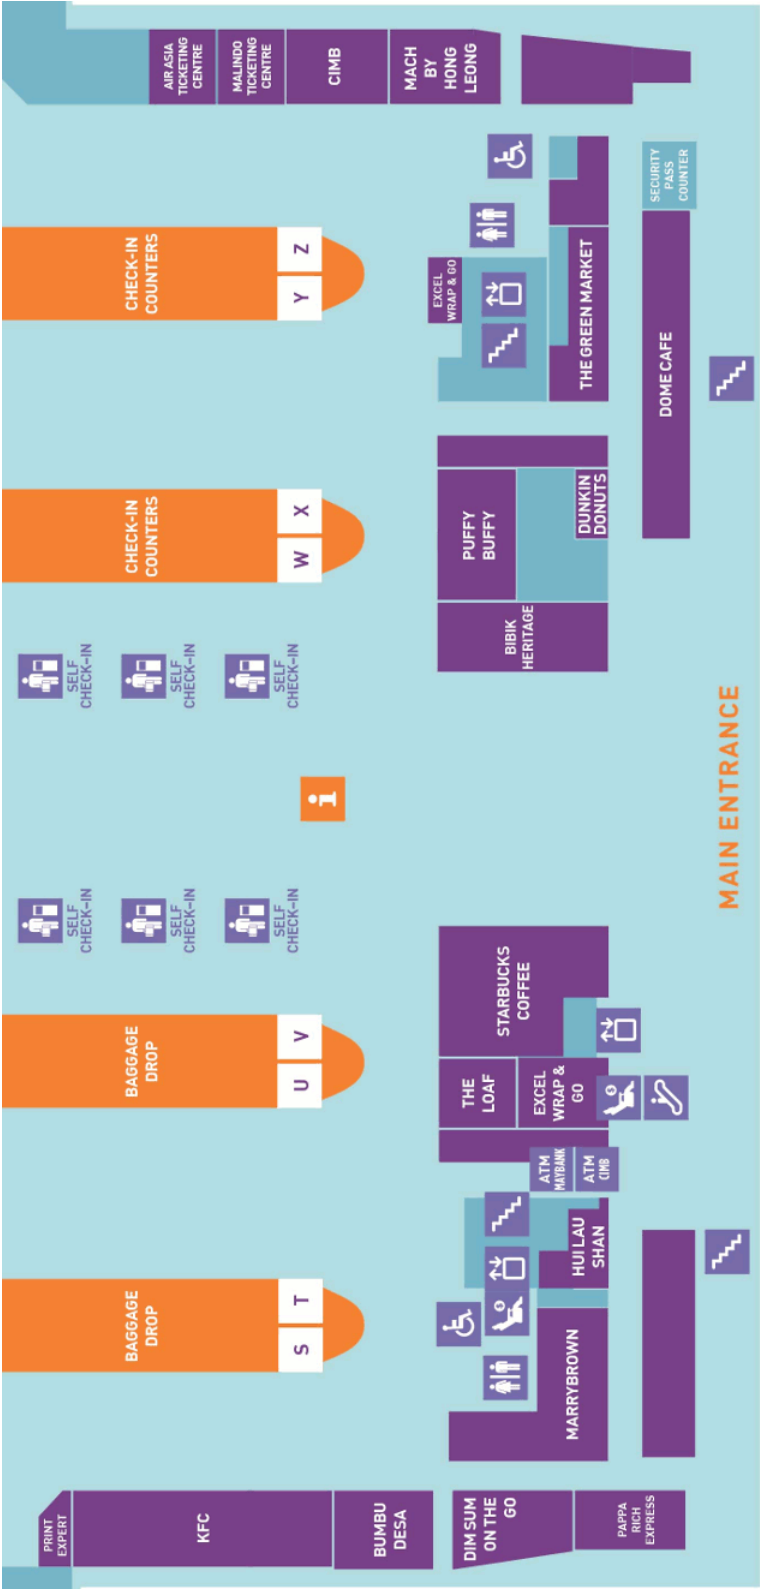 AIR ASIA
TICKETING
CENTRE
MALINDO
TICKETING
CENTRE
CIMB
MACH
BY
HONG
LEONG
SECURITY
PASS
COUNTER
CHECK-IN
COUNTERS
Y Z
EXCEL
WRAP & GO
THE GREEN MARKET
DOME CAFE
CHECK-IN
COUNTERS
W X
PUFFY
BUFFY
DUNKIN
DONUTS
BIBIK
HERITAGE
SELF
CHECK-IN
SELF
CHECK-IN
SELF
CHECK-IN
i
MAIN ENTRANCE
SELF
CHECK-IN
SELF
CHECK-IN
SELF
CHECK-IN
BAGGAGE
DROP
U V
STARBUCKS
COFFEE
THE
LOAF
EXCEL
WRAP &
GO
ATM
MAYBANK
ATM
CIMB
BAGGAGE
DROP
S T
HUI LAU
SHAN
MARRYBROWN
PRINT
EXPERT
KFC
BUMBU
DESA
DIM SUM
ON THE
GO
PAPPA
RICH
EXPRESS